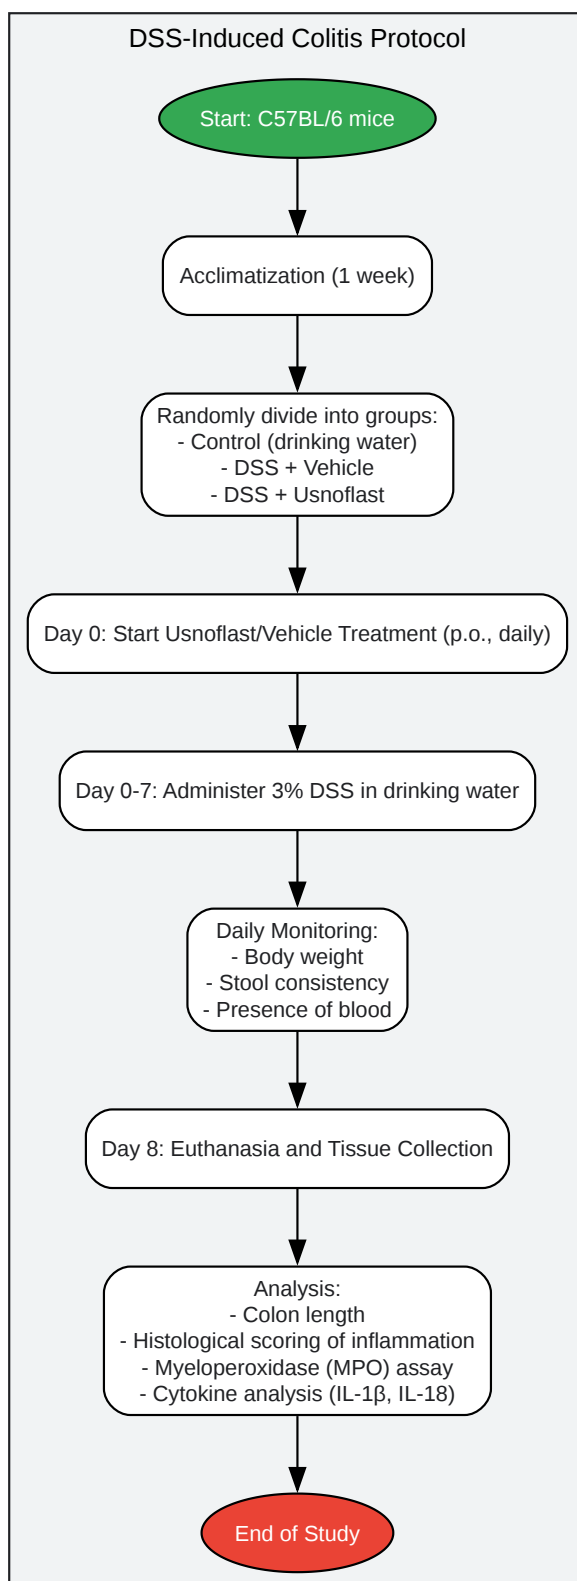 DSS-Induced Colitis Protocol
Start: C57BL/6 mice
Acclimatization (1 week)
Randomly divide into groups:
- Control (drinking water)
- DSS + Vehicle
- DSS + Usnoflast
Day 0: Start Usnoflast/Vehicle Treatment (p.o., daily)
Day 0-7: Administer 3% DSS in drinking water
Daily Monitoring:
- Body weight
- Stool consistency
- Presence of blood
Day 8: Euthanasia and Tissue Collection
Analysis:
- Colon length
- Histological scoring of inflammation
- Myeloperoxidase (MPO) assay
- Cytokine analysis (IL-1β, IL-18)
End of Study